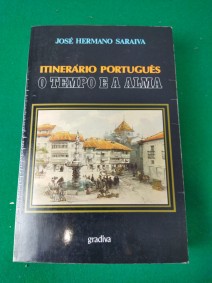 JOSÉ HERMANO SARAIVA
ITINERÁRIO PORTUGUÊS
O TEMPO E A ALMA
gradiva